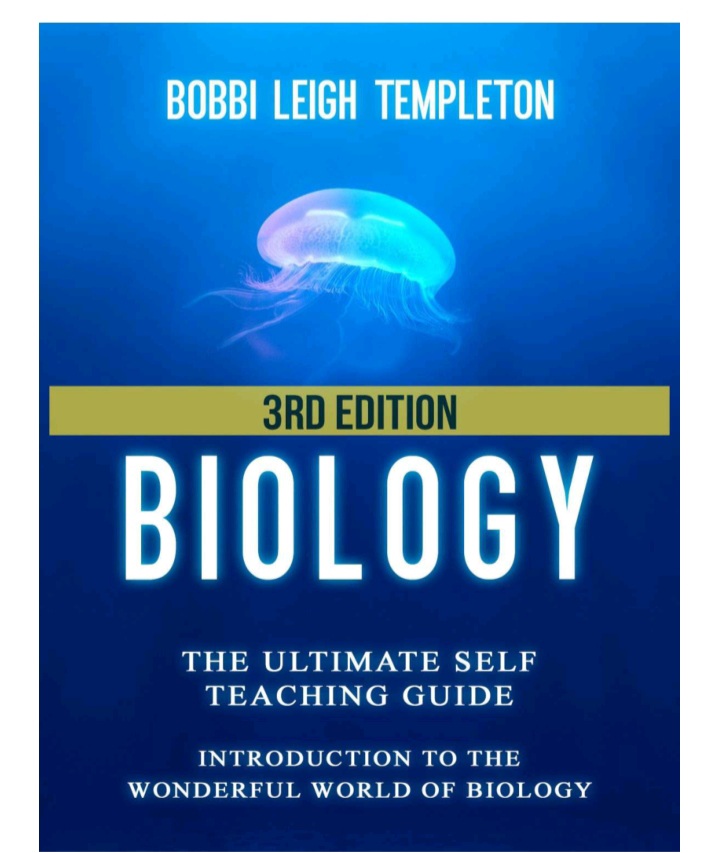 BOBBI LEIGH TEMPLETON
3RD EDITION
BIOLOGY
THE ULTIMATE SELF
TEACHING GUIDE
INTRODUCTION TO THE
WONDERFUL WORLD OF BIOLOGY